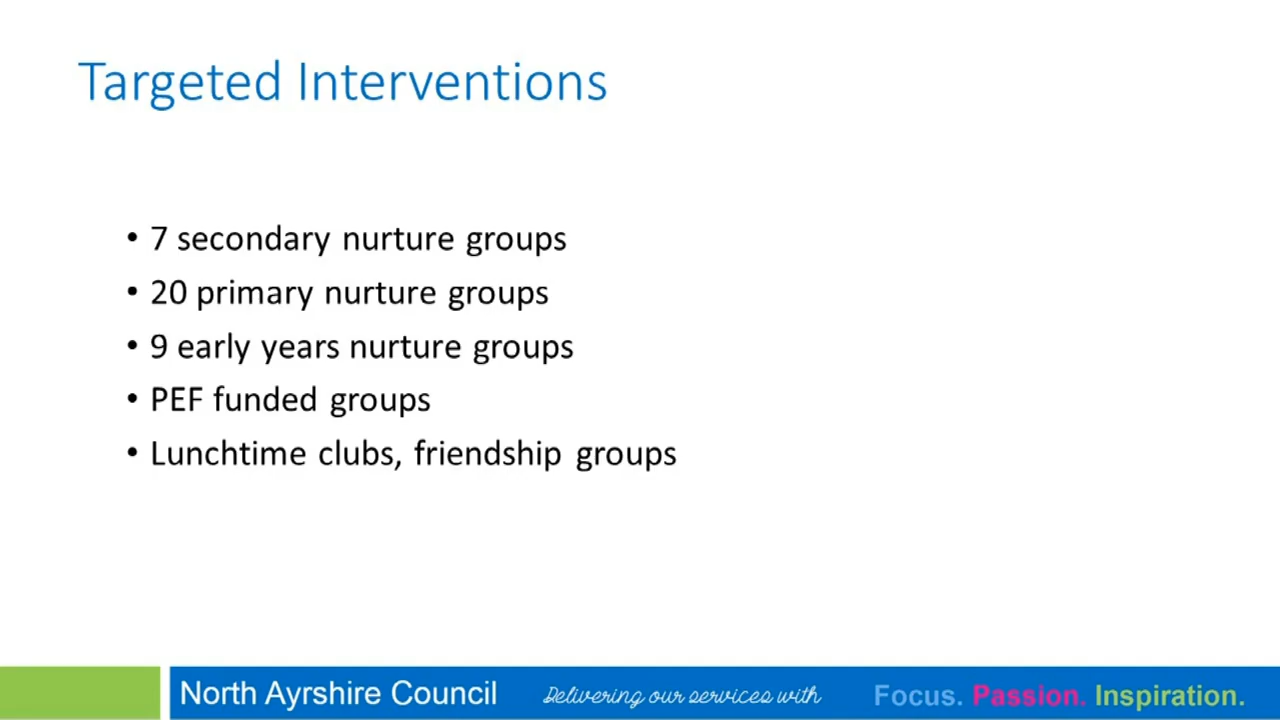 Targeted Interventions
• 7 secondary nurture groups
• 20 primary nurture groups
• 9 early years nurture groups
• PEF funded groups
• Lunchtime clubs, friendship groups
North Ayrshire Council Delivering our services with Focus. Passion. Inspiration.